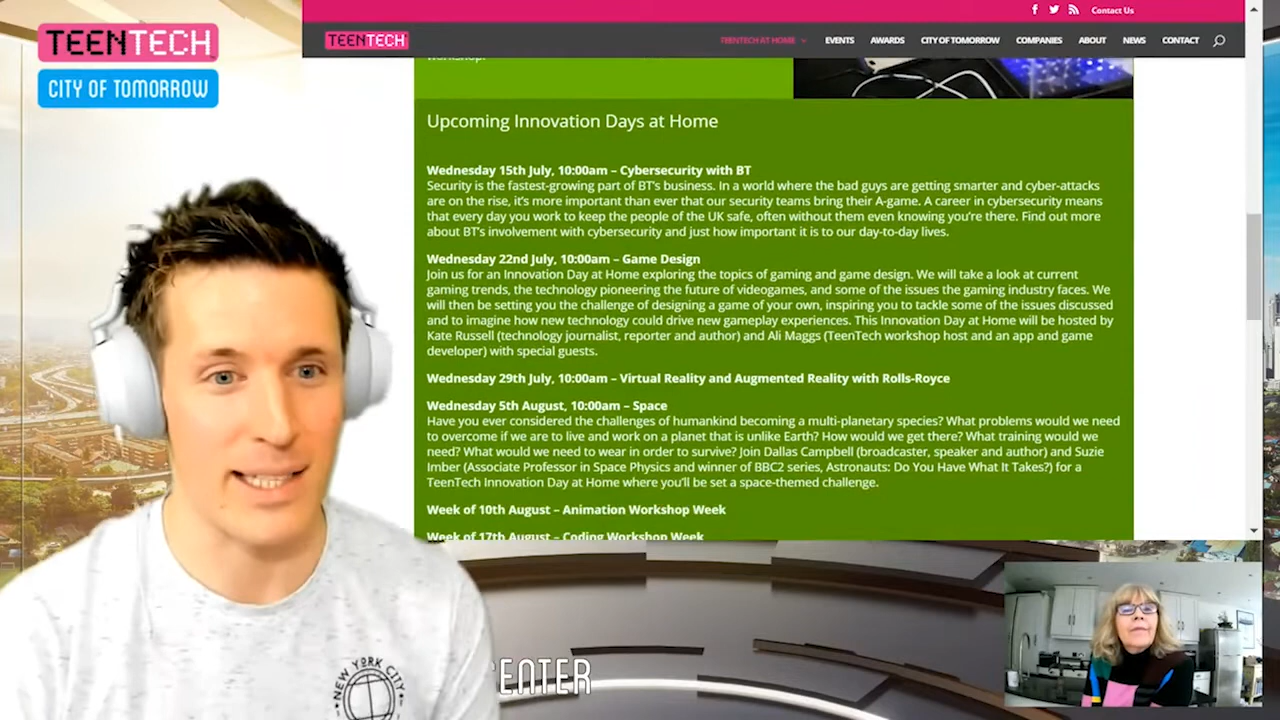 TEENTECH
CITY OF TOMORROW
Contact Us
TEENTECH
TEENTECH AT HOME
EVENTS
AWARDS
CITY OF TOMORROW
COMPANIES
ABOUT
NEWS
CONTACT
workshop.
Upcoming Innovation Days at Home
Wednesday 15th July, 10:00am – Cybersecurity with BT
Security is the fastest-growing part of BT's business. In a world where the bad guys are getting smarter and cyber-attacks
are on the rise, it's more important than ever that our security teams bring their A-game. A career in cybersecurity means
that every day you work to keep the people of the UK safe, often without them even knowing you're there. Find out more
about BT's involvement with cybersecurity and just how important it is to our day-to-day lives.
Wednesday 22nd July, 10:00am – Game Design
Join us for an Innovation Day at Home exploring the topics of gaming and game design. We will take a look at current
gaming trends, the technology pioneering the future of videogames, and some of the issues the gaming industry faces. We
will then be setting you the challenge of designing a game of your own, inspiring you to tackle some of the issues discussed
and to imagine how new technology could drive new gameplay experiences. This Innovation Day at Home will be hosted by
Kate Russell (technology journalist, reporter and author) and Ali Maggs (TeenTech workshop host and an app and game
developer) with special guests.
Wednesday 29th July, 10:00am – Virtual Reality and Augmented Reality with Rolls-Royce
Wednesday 5th August, 10:00am – Space
Have you ever considered the challenges of humankind becoming a multi-planetary species? What problems would we need
to overcome if we are to live and work on a planet that is unlike Earth? How would we get there? What training would we
need? What would we need to wear in order to survive? Join Dallas Campbell (broadcaster, speaker and author) and Suzie
Imber (Associate Professor in Space Physics and winner of BBC2 series, Astronauts: Do You Have What It Takes?) for a
TeenTech Innovation Day at Home where you'll be set a space-themed challenge.
Week of 10th August – Animation Workshop Week
Week of 17th August – Coding Workshop Week
ENTER
NEW YORK CITY